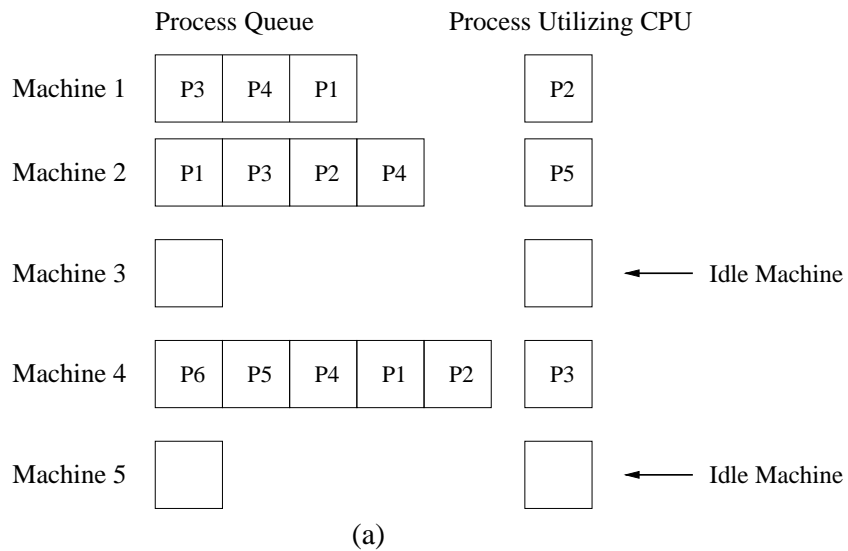 Process Queue Process Utilizing CPU
Machine 1 P3 P4 P1 P2
Machine 2 P1 P3 P2 P4 P5
Machine 3 Idle Machine
Machine 4 P6 P5 P4 P1 P2 P3
Machine 5 Idle Machine
(a)